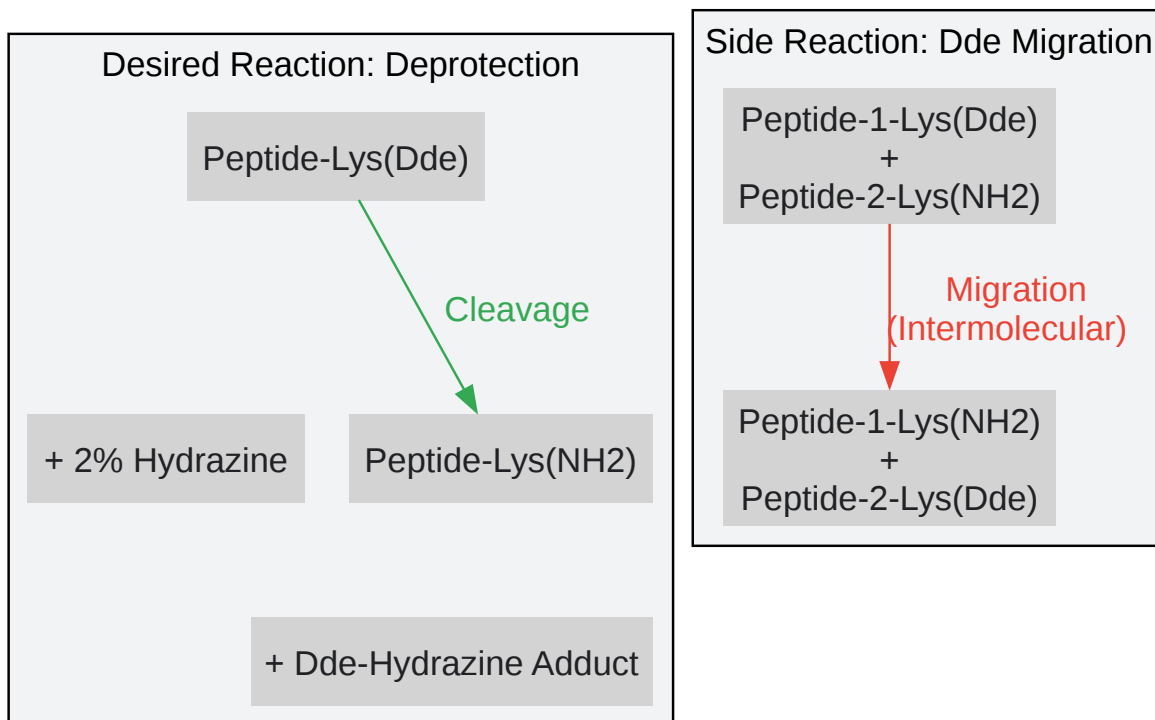 Desired Reaction: Deprotection
Peptide-Lys(Dde)
Cleavage
+ 2% Hydrazine
Peptide-Lys(NH2)
+ Dde-Hydrazine Adduct
Side Reaction: Dde Migration
Peptide-1-Lys(Dde)
+
Peptide-2-Lys(NH2)
Migration
(Intermolecular)
Peptide-1-Lys(NH2)
+
Peptide-2-Lys(Dde)